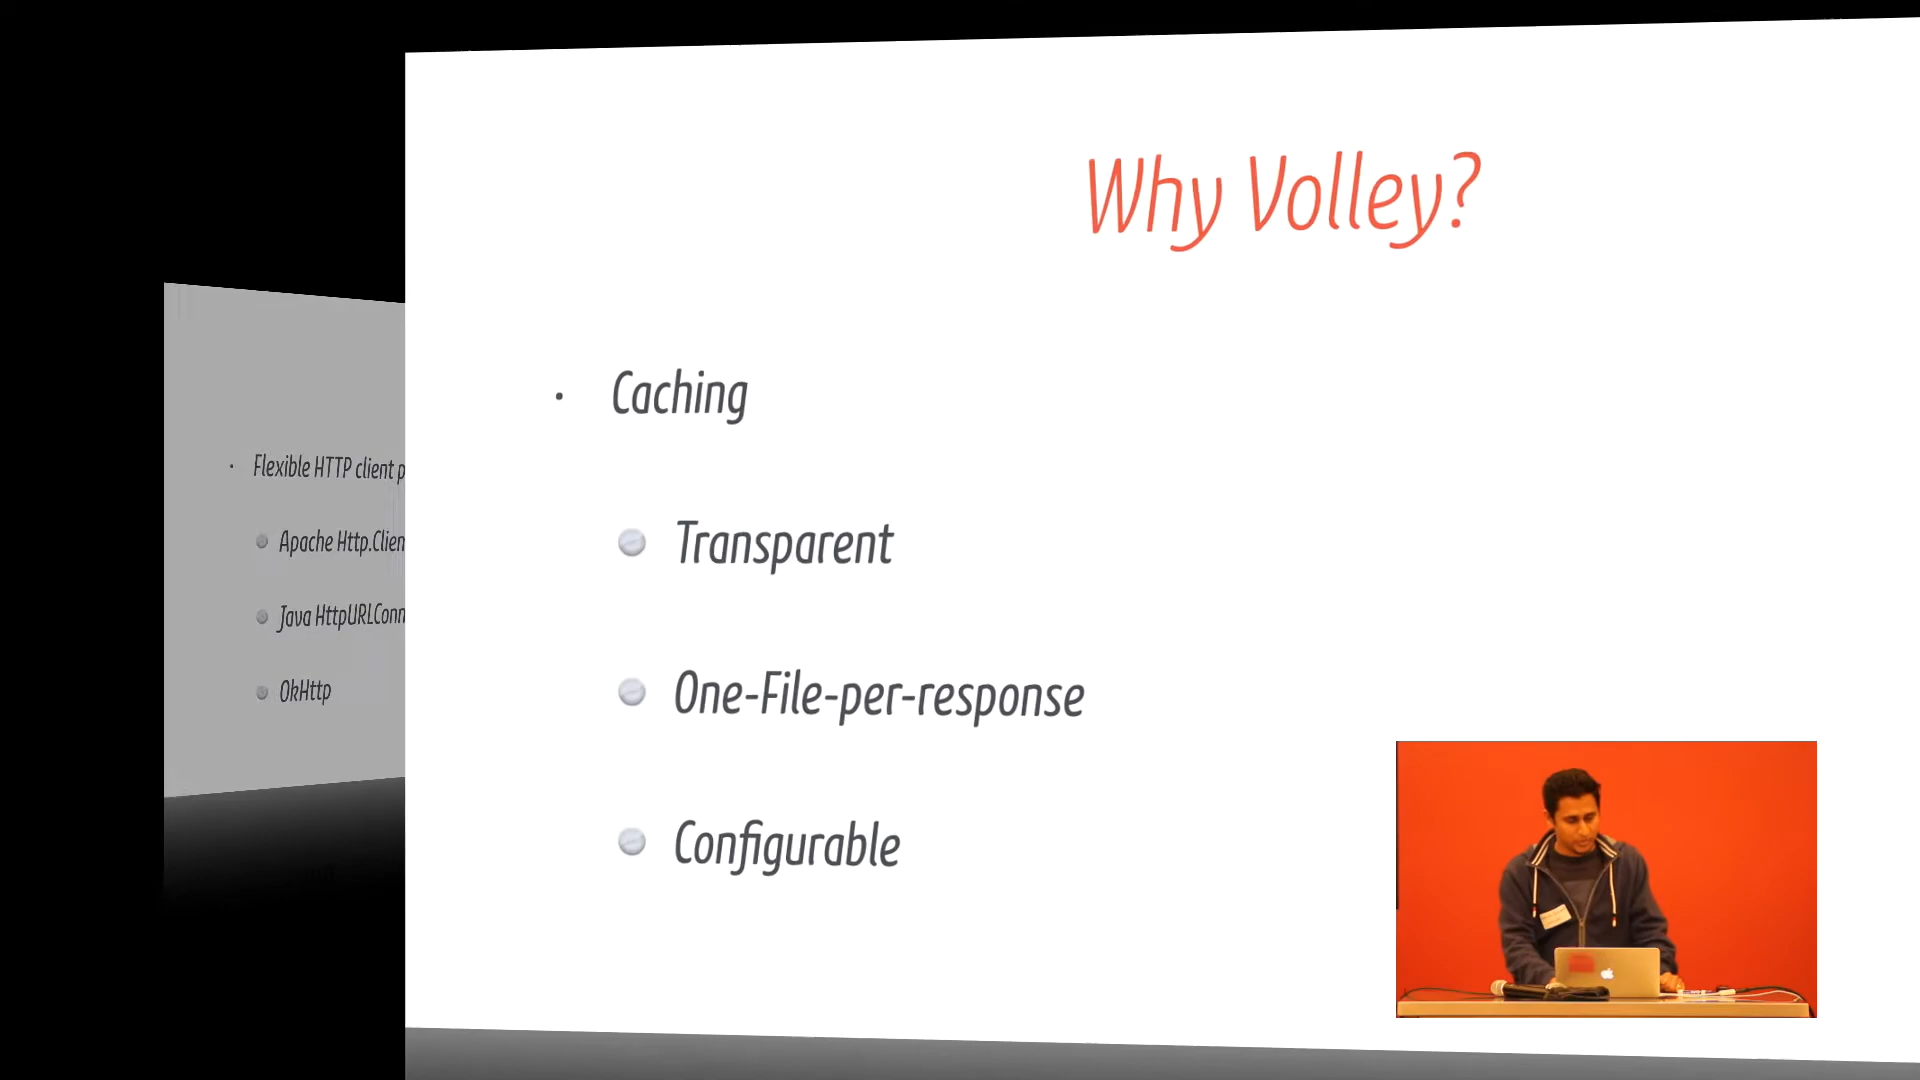 Why Volley?
· Caching
Transparent
One-File-per-response
Configurable
· Flexible HTTP client
Apache Http.Clien
Java HttpURLConn
OkHttp